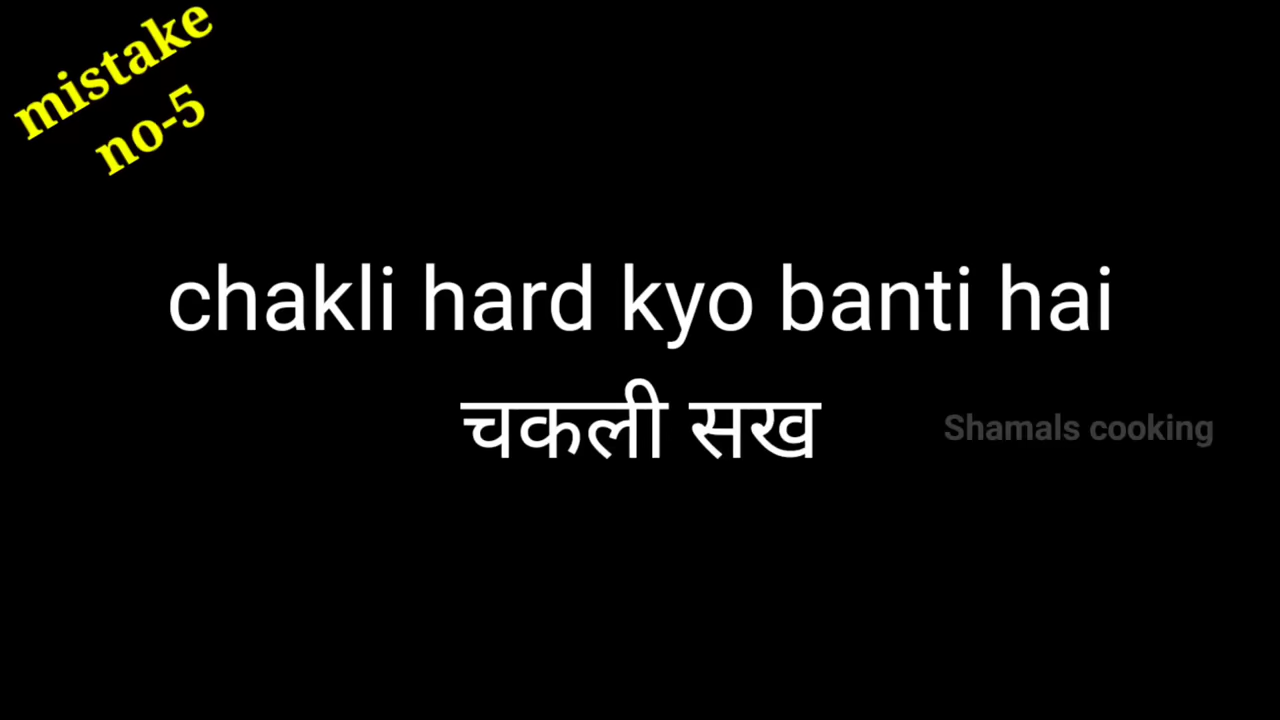 mistake
no-5
chakli hard kyo banti hai
चकली सख
Shamals cooking